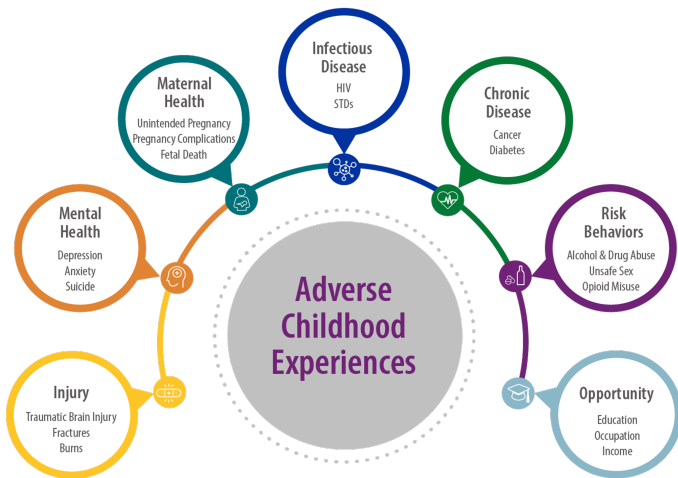 Infectious
Disease
HIV
STDs
Maternal
Health
Unintended Pregnancy
Pregnancy Complications
Fetal Death
Chronic
Disease
Cancer
Diabetes
Mental
Health
Depression
Anxiety
Suicide
Risk
Behaviors
Alcohol & Drug Abuse
Unsafe Sex
Opioid Misuse
Adverse
Childhood
Experiences
Injury
Traumatic Brain Injury
Fractures
Burns
Opportunity
Education
Occupation
Income